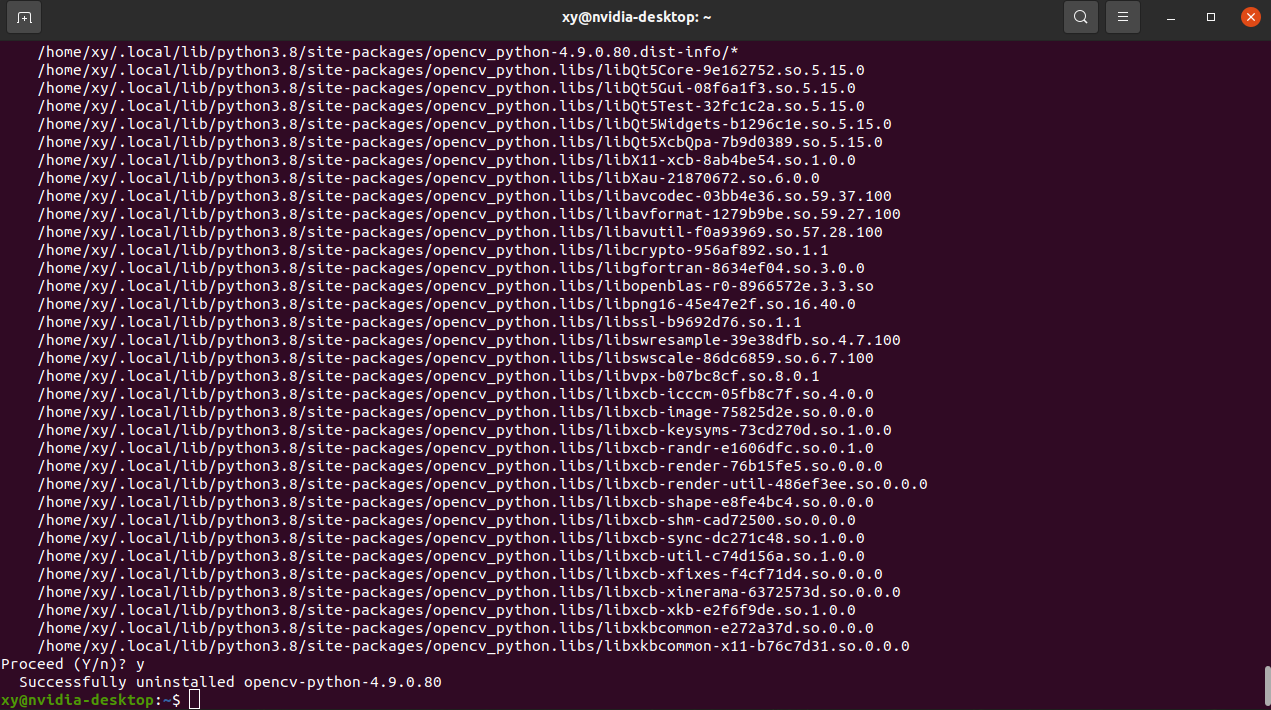 xy@nvidia-desktop: ~
/home/xy/.local/lib/python3.8/site-packages/opencv_python-4.9.0.80.dist-info/*
/home/xy/.local/lib/python3.8/site-packages/opencv_python.libs/libQt5Core-9e162752.so.5.15.0
/home/xy/.local/lib/python3.8/site-packages/opencv_python.libs/libQt5Gui-08f6a1f3.so.5.15.0
/home/xy/.local/lib/python3.8/site-packages/opencv_python.libs/libQt5Test-32fc1c2a.so.5.15.0
/home/xy/.local/lib/python3.8/site-packages/opencv_python.libs/libQt5Widgets-b1296c1e.so.5.15.0
/home/xy/.local/lib/python3.8/site-packages/opencv_python.libs/libQt5XcbQpa-7b9d0389.so.5.15.0
/home/xy/.local/lib/python3.8/site-packages/opencv_python.libs/libX11-xcb-8ab4be54.so.1.0.0
/home/xy/.local/lib/python3.8/site-packages/opencv_python.libs/libXau-21870672.so.6.0.0
/home/xy/.local/lib/python3.8/site-packages/opencv_python.libs/libavcodec-03bb4e36.so.59.37.100
/home/xy/.local/lib/python3.8/site-packages/opencv_python.libs/libavformat-1279b9be.so.59.27.100
/home/xy/.local/lib/python3.8/site-packages/opencv_python.libs/libavutil-f0a93969.so.57.28.100
/home/xy/.local/lib/python3.8/site-packages/opencv_python.libs/libcrypto-956af892.so.1.1
/home/xy/.local/lib/python3.8/site-packages/opencv_python.libs/libgfortran-8634ef04.so.3.0.0
/home/xy/.local/lib/python3.8/site-packages/opencv_python.libs/libopenblas-r0-8966572e.3.3.so
/home/xy/.local/lib/python3.8/site-packages/opencv_python.libs/libpng16-45e47e2f.so.16.40.0
/home/xy/.local/lib/python3.8/site-packages/opencv_python.libs/libssl-b9692d76.so.1.1
/home/xy/.local/lib/python3.8/site-packages/opencv_python.libs/libswresample-39e38dfb.so.4.7.100
/home/xy/.local/lib/python3.8/site-packages/opencv_python.libs/libswscale-86dc6859.so.6.7.100
/home/xy/.local/lib/python3.8/site-packages/opencv_python.libs/libvpx-b07bc8cf.so.8.0.1
/home/xy/.local/lib/python3.8/site-packages/opencv_python.libs/libxcb-icccm-05fb8c7f.so.4.0.0
/home/xy/.local/lib/python3.8/site-packages/opencv_python.libs/libxcb-image-75825d2e.so.0.0.0
/home/xy/.local/lib/python3.8/site-packages/opencv_python.libs/libxcb-keysyms-73cd270d.so.1.0.0
/home/xy/.local/lib/python3.8/site-packages/opencv_python.libs/libxcb-randr-e1606dfc.so.0.1.0
/home/xy/.local/lib/python3.8/site-packages/opencv_python.libs/libxcb-render-76b15fe5.so.0.0.0
/home/xy/.local/lib/python3.8/site-packages/opencv_python.libs/libxcb-render-util-486ef3ee.so.0.0.0
/home/xy/.local/lib/python3.8/site-packages/opencv_python.libs/libxcb-shape-e8fe4bc4.so.0.0.0
/home/xy/.local/lib/python3.8/site-packages/opencv_python.libs/libxcb-shm-cad72500.so.0.0.0
/home/xy/.local/lib/python3.8/site-packages/opencv_python.libs/libxcb-sync-dc271c48.so.1.0.0
/home/xy/.local/lib/python3.8/site-packages/opencv_python.libs/libxcb-util-c74d156a.so.1.0.0
/home/xy/.local/lib/python3.8/site-packages/opencv_python.libs/libxcb-xfixes-f4cf71d4.so.0.0.0
/home/xy/.local/lib/python3.8/site-packages/opencv_python.libs/libxcb-xinerama-6372573d.so.0.0.0
/home/xy/.local/lib/python3.8/site-packages/opencv_python.libs/libxcb-xkb-e2f6f9de.so.1.0.0
/home/xy/.local/lib/python3.8/site-packages/opencv_python.libs/libxkbcommon-e272a37d.so.0.0.0
/home/xy/.local/lib/python3.8/site-packages/opencv_python.libs/libxkbcommon-x11-b76c7d31.so.0.0.0
Proceed (Y/n)? y
Successfully uninstalled opencv-python-4.9.0.80
xy@nvidia-desktop:~$